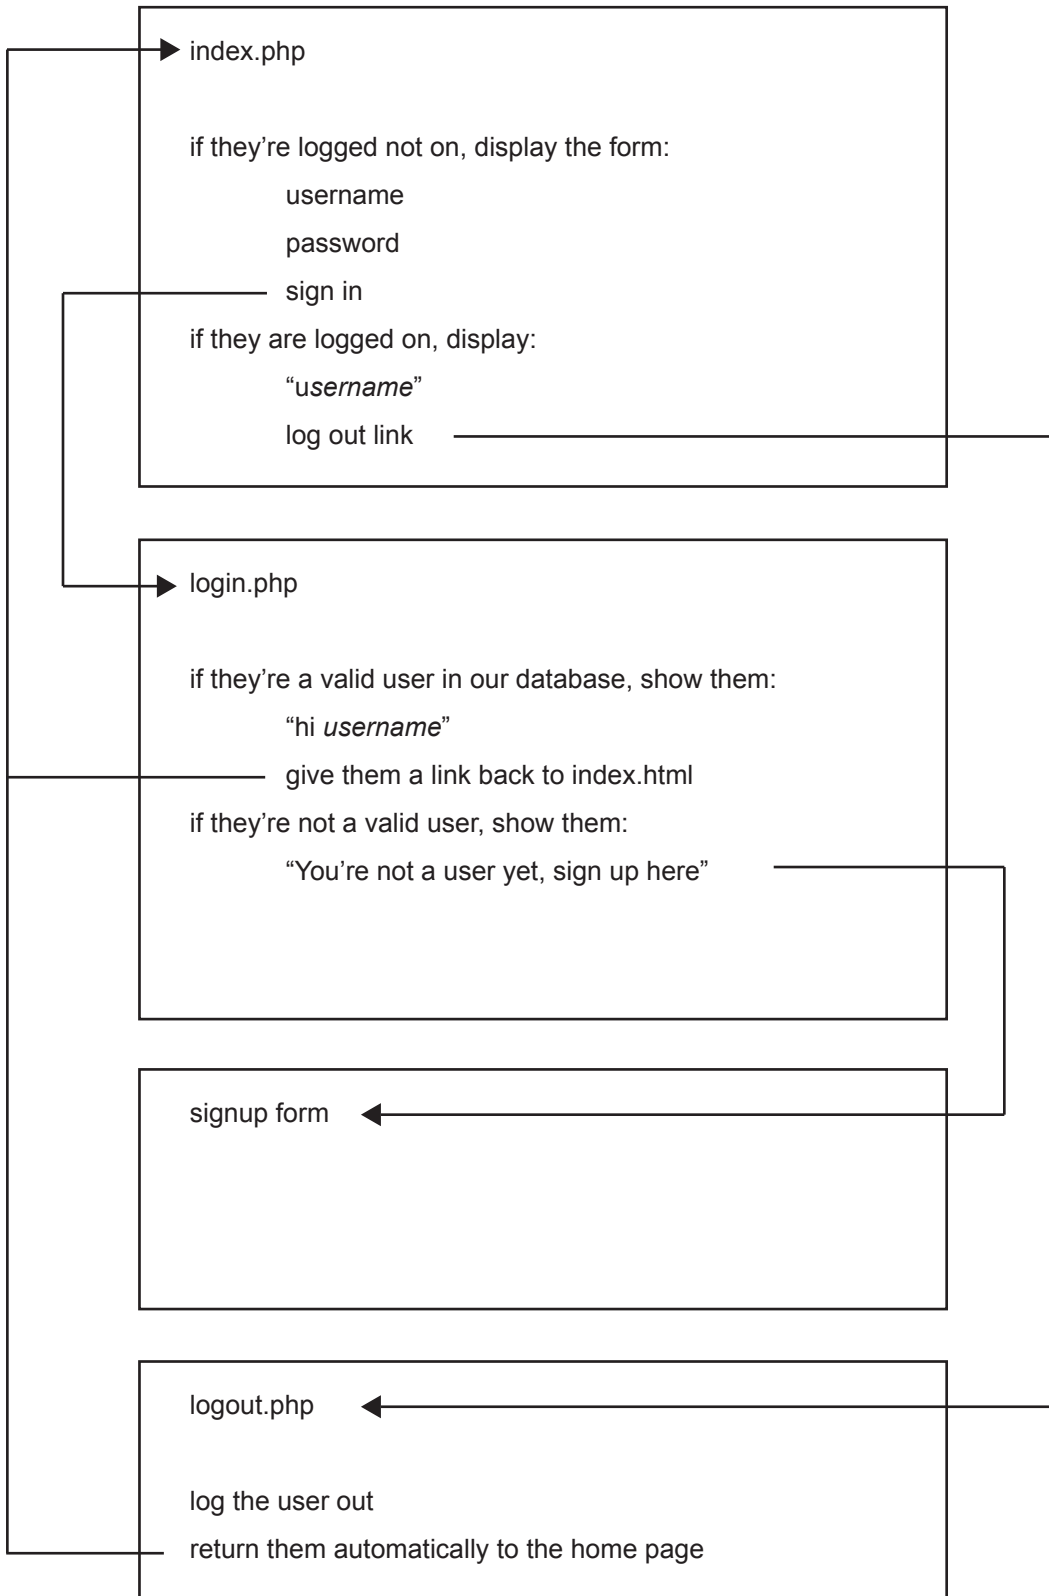 index.php
if they’re logged not on, display the form:
username
password
sign in
if they are logged on, display:
“username”
log out link
login.php
if they’re a valid user in our database, show them:
“hi username”
give them a link back to index.html
if they’re not a valid user, show them:
“You’re not a user yet, sign up here”
signup form
logout.php
log the user out
return them automatically to the home page